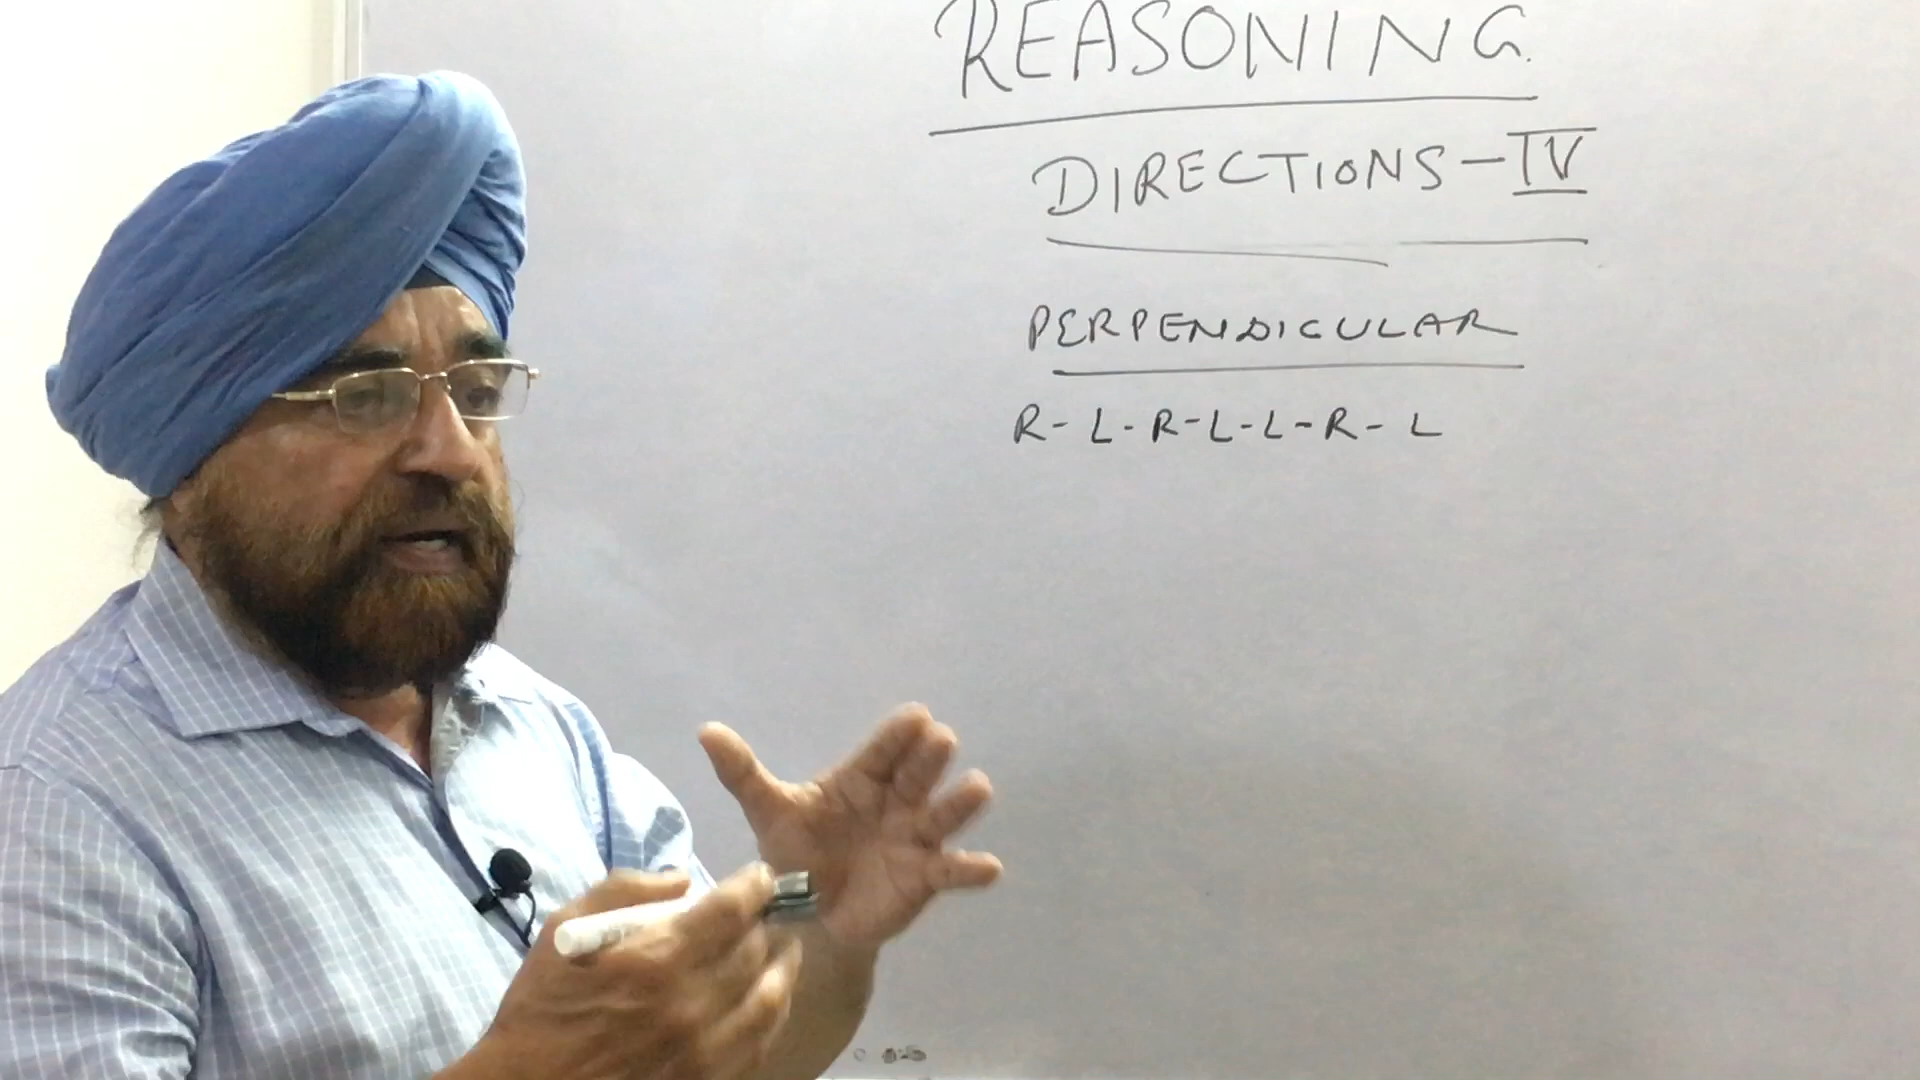 REASONING
DIRECTIONS-IV
PERPENDICULAR
R-L-R-L-L-R-L